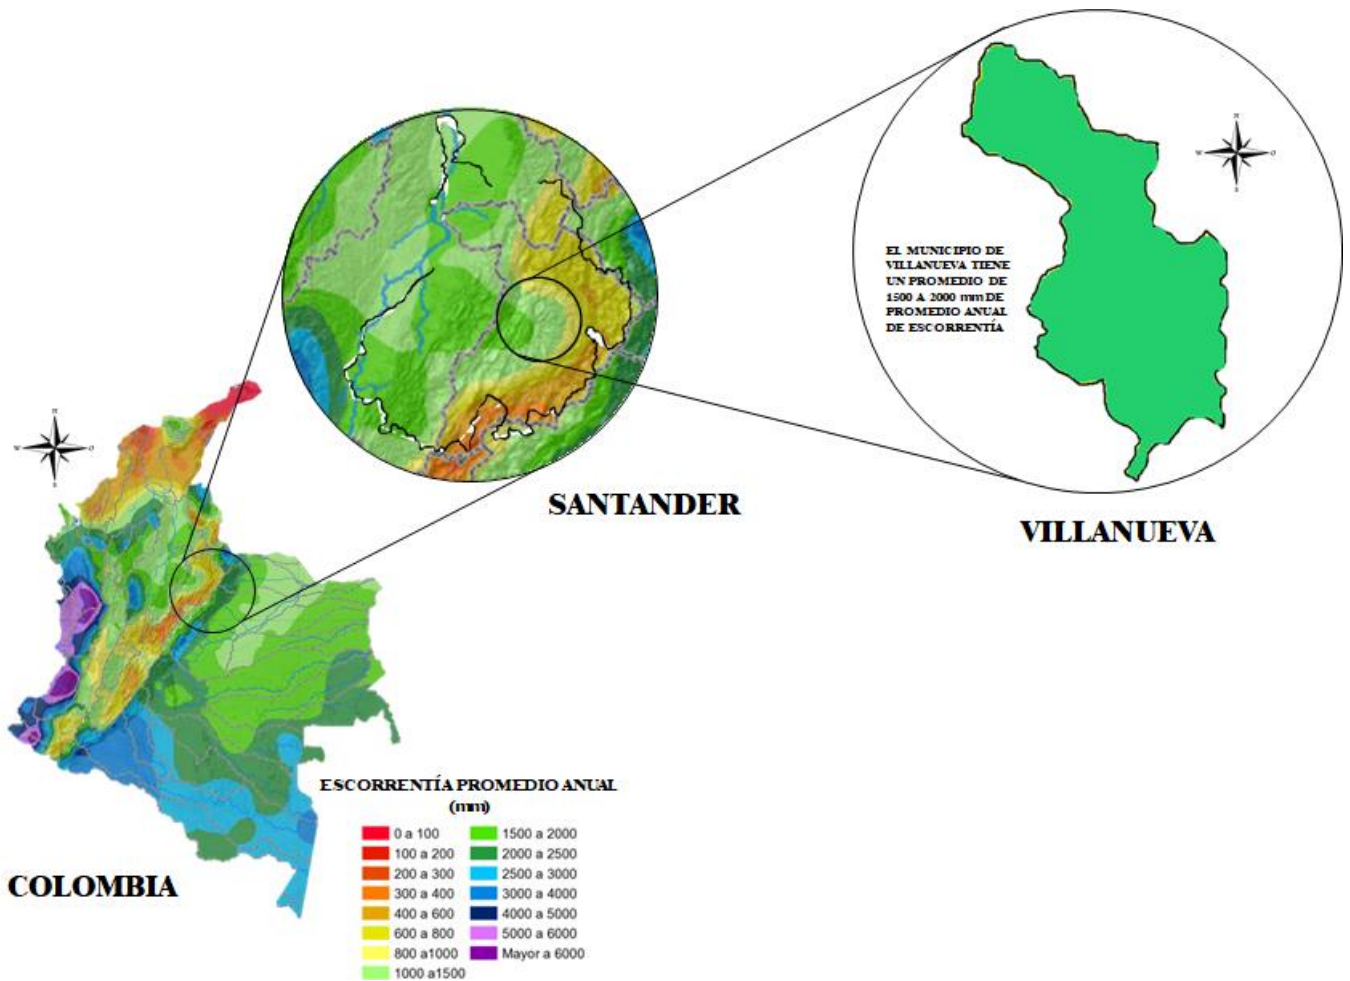 EL MUNICIPIO DE
VILLANUEVA TIENE
UN PROMEDIO DE
1500 A 2000 mm DE
PROMEDIO ANUAL
DE ESCORRENTÍA
SANTANDER
VILLANUEVA
COLOMBIA
ESCORRENTÍA PROMEDIO ANUAL
(mm)
0 a 100
100 a 200
200 a 300
300 a 400
400 a 600
600 a 800
800 a1000
1000 a1500
1500 a 2000
2000 a 2500
2500 a 3000
3000 a 4000
4000 a 5000
5000 a 6000
Mayor a 6000